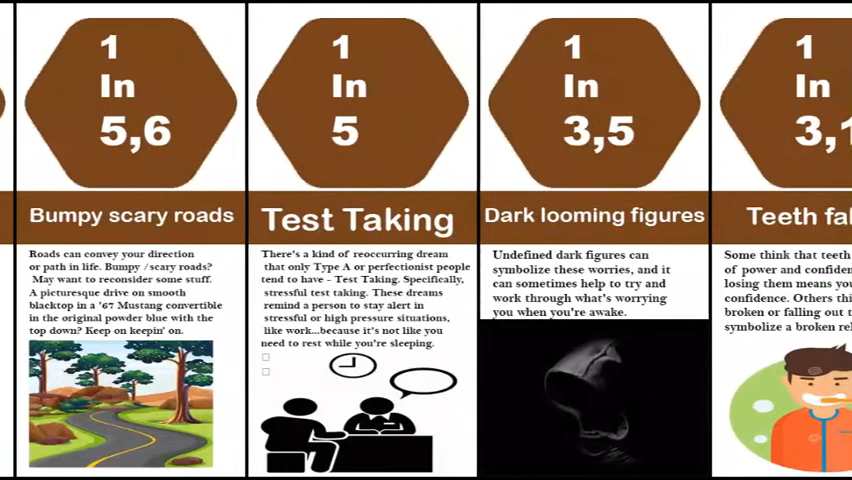 1
In
5,6
Bumpy scary roads
Roads can convey your direction
or path in life. Bumpy /scary roads?
May want to reconsider some stuff.
A picturesque drive on smooth
blacktop in a '67 Mustang convertible
in the original powder blue with the
top down? Keep on keepin' on.
1
In
5
Test Taking
There's a kind of reoccurring dream
that only Type A or perfectionist people
tend to have - Test Taking. Specifically,
stressful test taking. These dreams
remind a person to stay alert in
stressful or high pressure situations,
like work...because it's not like you
need to rest while you're sleeping.
1
In
3,5
Dark looming figures
Undefined dark figures can
symbolize these worries, and it
can sometimes help to try and
work through what's worrying
you when you're awake.
1
In
3,1
Teeth fal
Some think that teeth
of power and confiden
losing them means you
confidence. Others thi
broken or falling out t
symbolize a broken rel